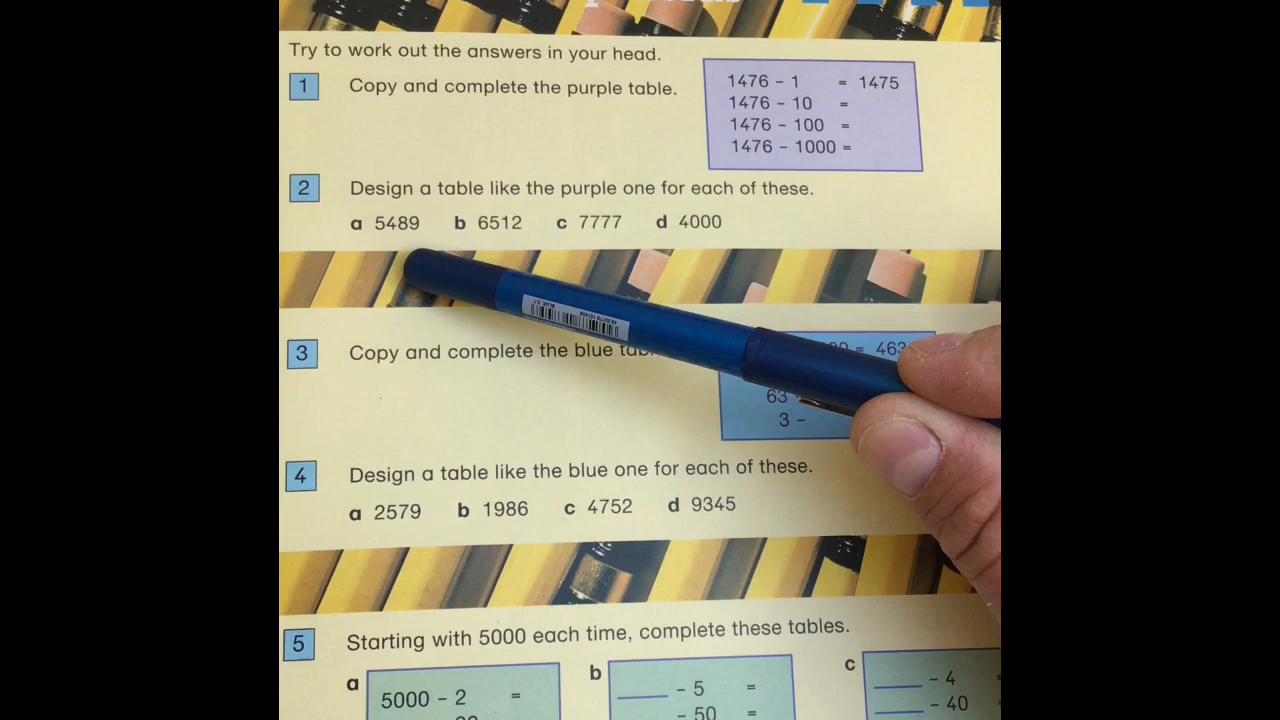 Try to work out the answers in your head.
1 Copy and complete the purple table.
1476 - 1 = 1475
1476 - 10 =
1476 - 100 =
1476 - 1000 =
2 Design a table like the purple one for each of these.
a 5489 b 6512 c 7777 d 4000
3 Copy and complete the blue
= 463
63
3 -
4 Design a table like the blue one for each of these.
a 2579 b 1986 c 4752 d 9345
5 Starting with 5000 each time, complete these tables.
a
5000 - 2 =
b
____ - 5 =
____ - 50 =
c
____ - 4 =
____ - 40 =